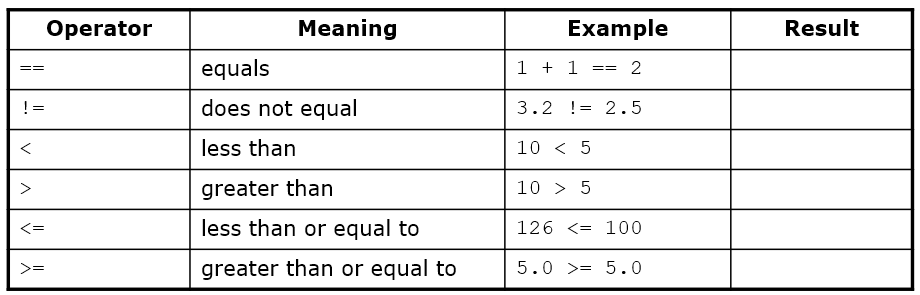 Operator Meaning Example Result
== equals 1 + 1 == 2
!= does not equal 3.2 != 2.5
< less than 10 < 5
> greater than 10 > 5
<= less than or equal to 126 <= 100
>= greater than or equal to 5.0 >= 5.0